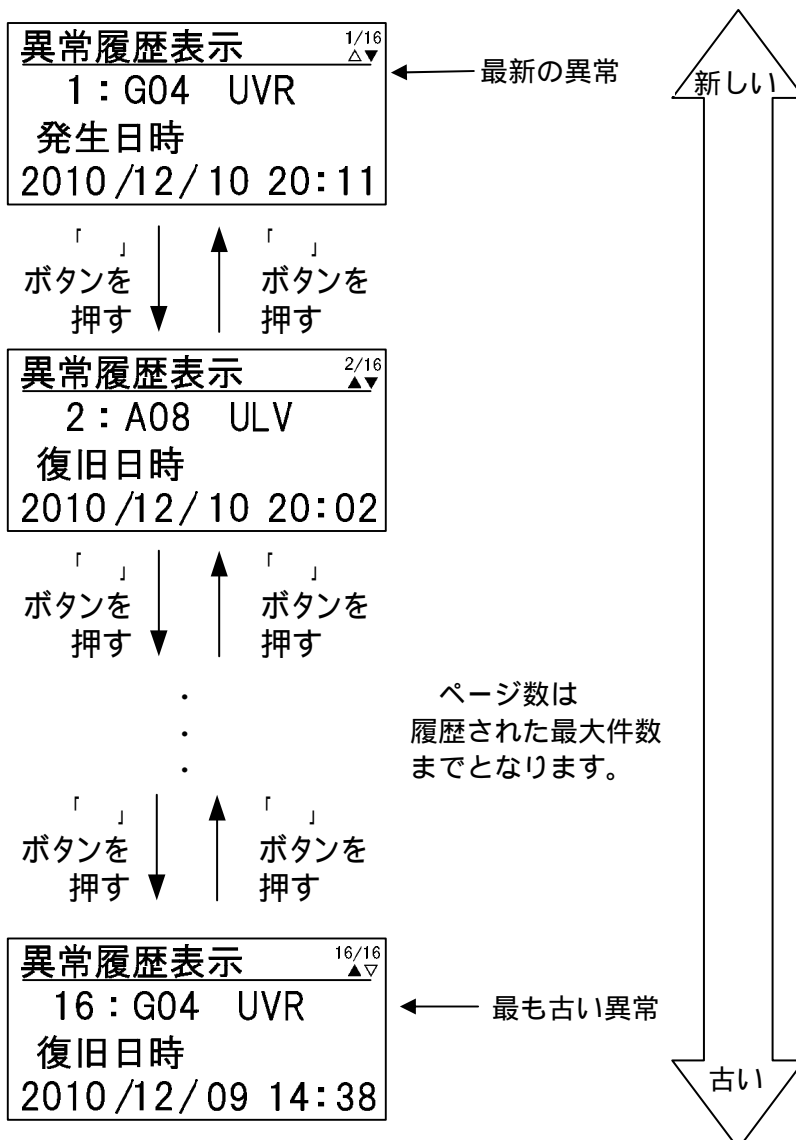 異常履歴表示 1/16
△▼
1：G04 UVR
発生日時
2010/12/10 20:11
最新の異常
新しい
「　」
ボタンを
押す
「　」
ボタンを
押す
異常履歴表示 2/16
▲▼
2：A08 ULV
復旧日時
2010/12/10 20:02
「　」
ボタンを
押す
「　」
ボタンを
押す
・
・
・
ページ数は
履歴された最大件数
までとなります。
「　」
ボタンを
押す
「　」
ボタンを
押す
異常履歴表示 16/16
▲▽
16：G04 UVR
復旧日時
2010/12/09 14:38
最も古い異常
古い